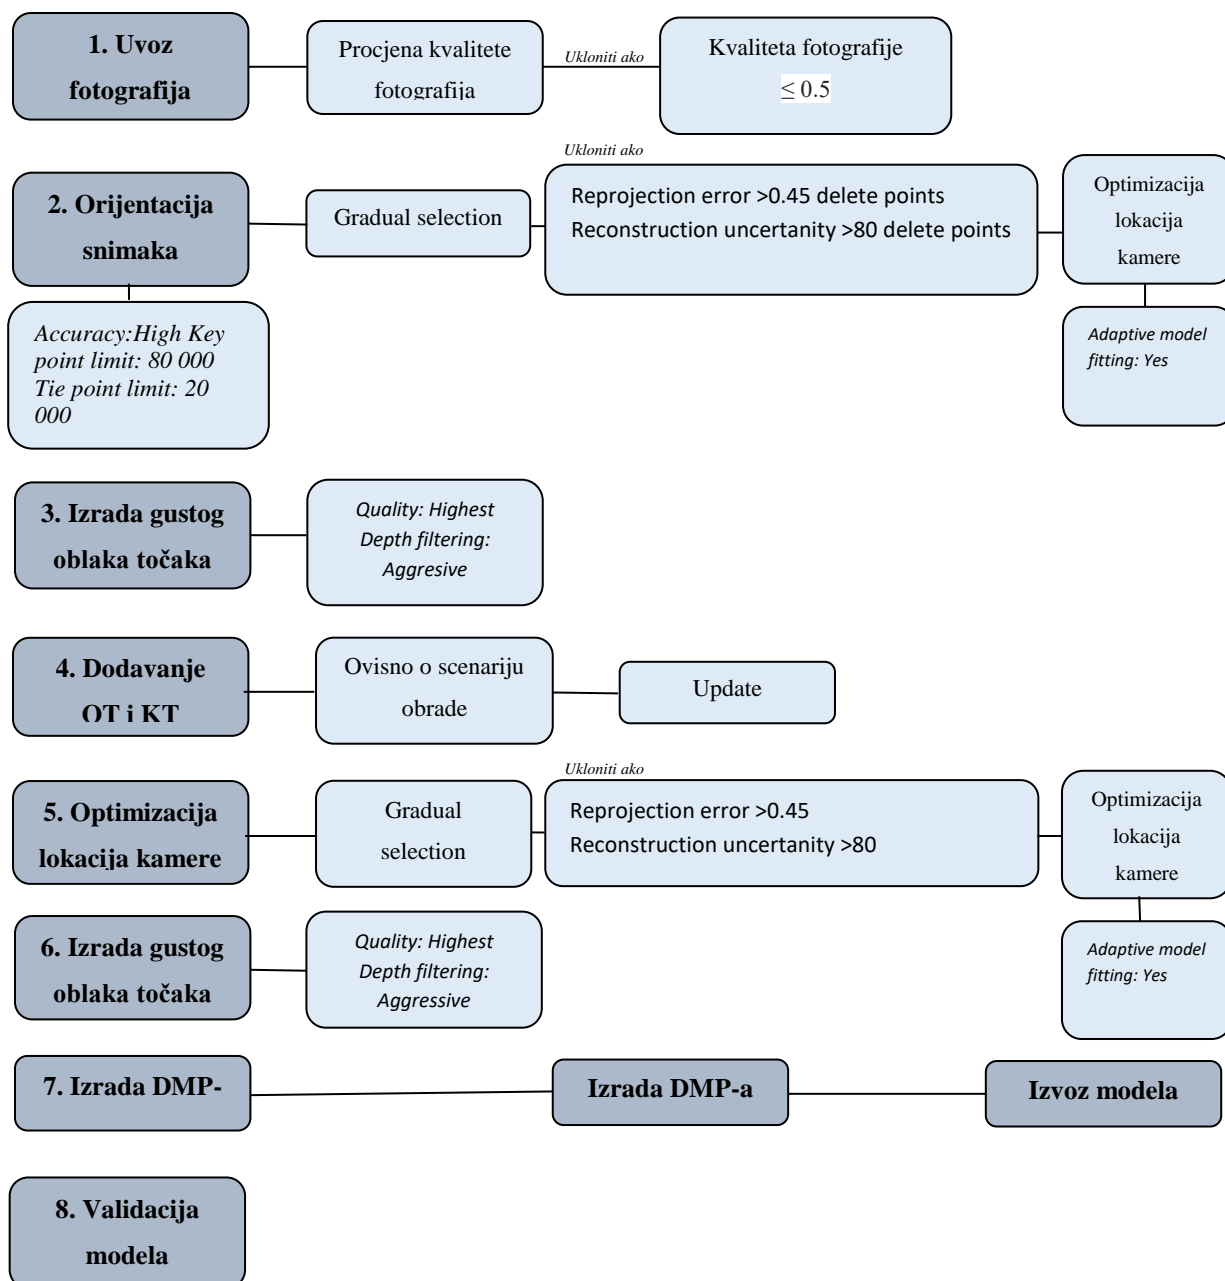 1. Uvoz
fotografija
Procjena kvalitete
fotografija
Ukloniti ako
Kvaliteta fotografije
≤ 0.5
2. Orijentacija
snimaka
Gradual selection
Ukloniti ako
Reprojection error >0.45 delete points
Reconstruction uncertanity >80 delete points
Optimizacija
lokacija
kamere
Accuracy:High Key
point limit: 80 000
Tie point limit: 20
000
Adaptive model
fitting: Yes
3. Izrada gustog
oblaka točaka
Quality: Highest
Depth filtering:
Aggresive
4. Dodavanje
OT i KT
Ovisno o scenariju
obrade
Update
5. Optimizacija
lokacija kamere
Gradual
selection
Ukloniti ako
Reprojection error >0.45
Reconstruction uncertanity >80
Optimizacija
lokacija
kamere
6. Izrada gustog
oblaka točaka
Quality: Highest
Depth filtering:
Aggressive
Adaptive model
fitting: Yes
7. Izrada DMP-
Izrada DMP-a
Izvoz modela
8. Validacija
modela